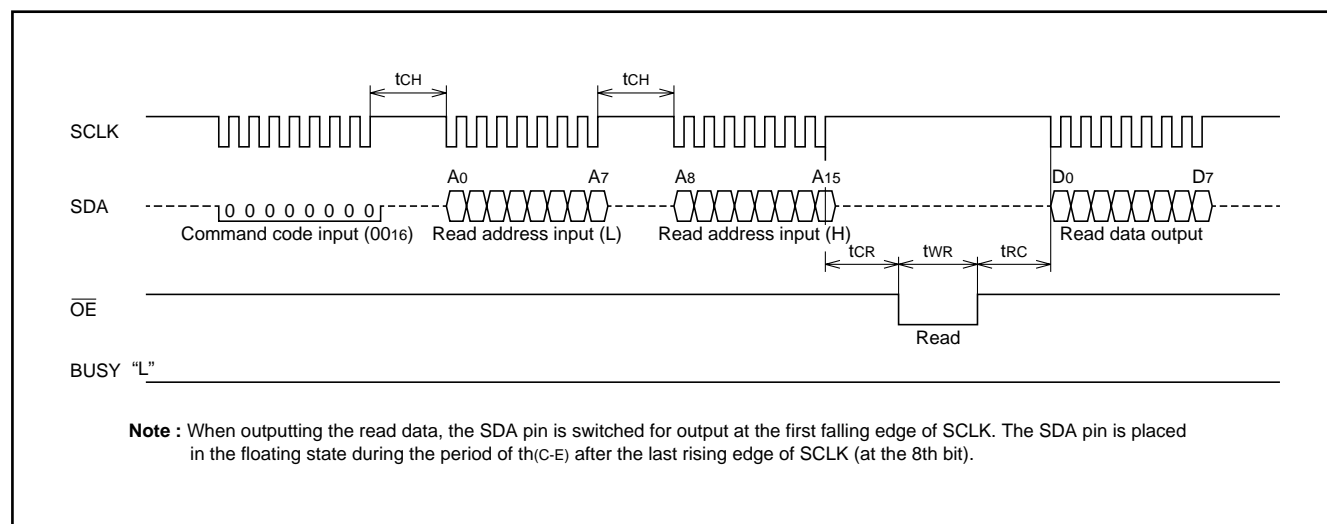 tCH tCH
SCLK
A0 A7 A8 A15 D0 D7
SDA 0 0 0 0 0 0 0 0
Command code input (0016) Read address input (L) Read address input (H) Read data output
tCR tWR tRC
OE
Read
BUSY “L”
Note : When outputting the read data, the SDA pin is switched for output at the first falling edge of SCLK. The SDA pin is placed
in the floating state during the period of th(C-E) after the last rising edge of SCLK (at the 8th bit).